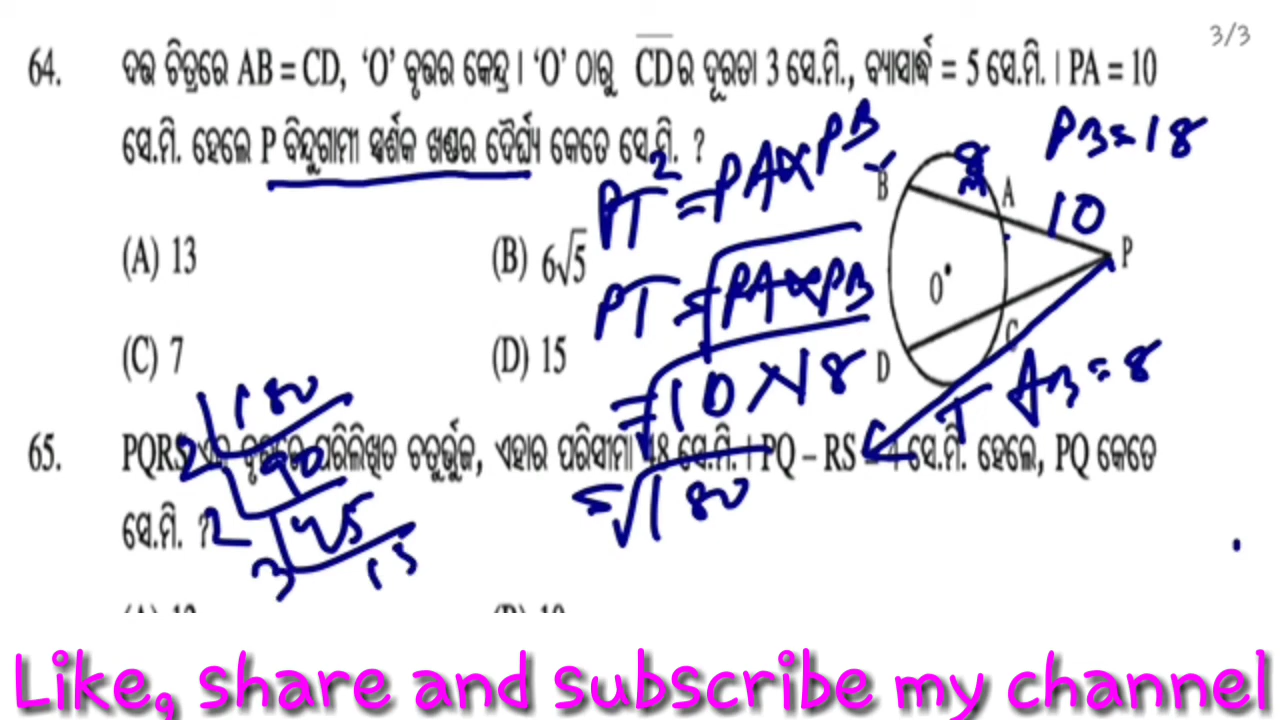 3/3
64. ଦତ୍ତ ଚିତ୍ରରେ AB = CD, ‘O’ ବୃତ୍ତର କେନ୍ଦ୍ର । ‘O’ ଠାରୁ CD ର ଦୂରତା 3 ସେ.ମି., ବ୍ୟାସାର୍ଦ୍ଧ = 5 ସେ.ମି. । PA = 10
ସେ.ମି. ହେଲେ P ବିନ୍ଦୁଗାମୀ ସ୍ପର୍ଶକ ଖଣ୍ଡର ଦୈର୍ଘ୍ୟ କେତେ ସେ.ମି. ?
PB = 18
PT² = PA × PB
B 8 A
10
P
(A) 13 (B) 6√5
PT = √PA × PB
O
C
(C) 7 (D) 15
D
= √10 × 18
T AB = 8
2 180
65. PQRS ଏକ ବୃତ୍ତରେ ପରିଲିଖିତ ଚତୁର୍ଭୁଜ, ଏହାର ପରିସୀମା 48 ସେ.ମି. । PQ – RS = 4 ସେ.ମି. ହେଲେ, PQ କେତେ
2 90
= √180
ସେ.ମି. ?
3 45
15
Like, share and subscribe my channel